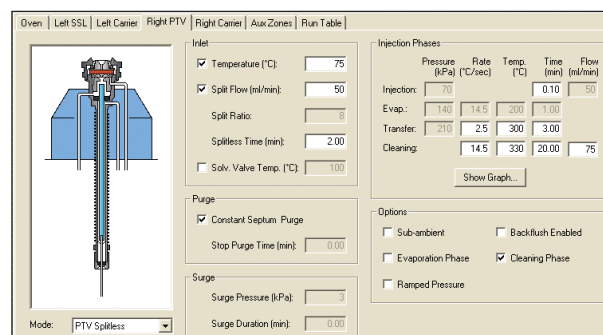 Oven Left SSL Left Carrier Right PTV Right Carrier Aux Zones Run Table
Inlet
Temperature (°C): 75
Split Flow (ml/min): 50
Split Ratio: 8
Splitless Time (min): 2.00
Solv. Valve Temp. (°C): 100
Purge
Constant Septum Purge
Stop Purge Time (min): 0.00
Surge
Surge Pressure (kPa): 3
Surge Duration (min): 0.00
Mode: PTV Splitless
Injection Phases
Pressure Rate Temp. Time Flow
(kPa) (°C/sec) (°C) (min) (ml/min)
Injection: 70 0.10 50
Evap.: 140 14.5 200 1.00
Transfer: 210 2.5 300 3.00
Cleaning: 14.5 330 20.00 75
Show Graph...
Options
Sub-ambient Backflush Enabled
Evaporation Phase Cleaning Phase
Ramped Pressure